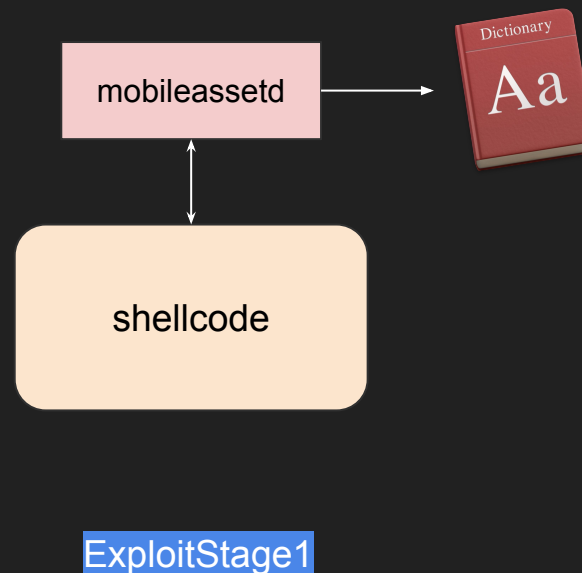 Dictionary
Aa
mobileassetd
shellcode
ExploitStage1